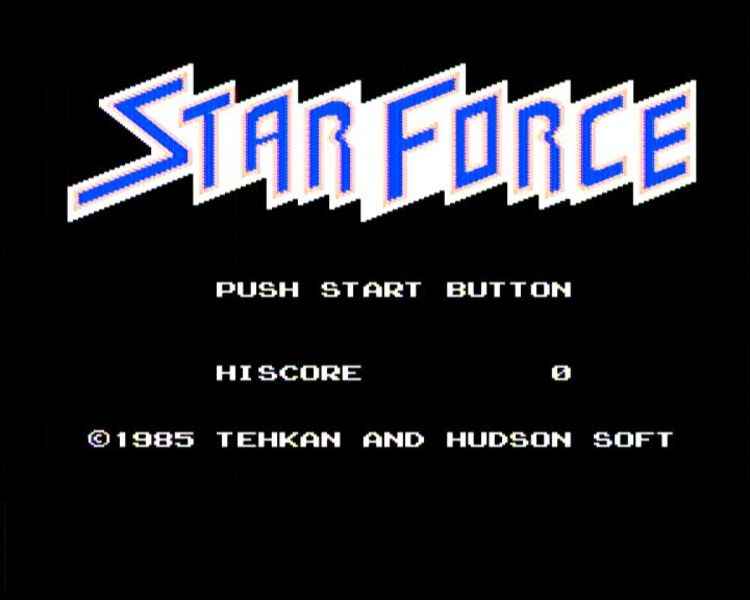 STAR FORCE
PUSH START BUTTON
HISCORE 0
©1985 TEHKAN AND HUDSON SOFT